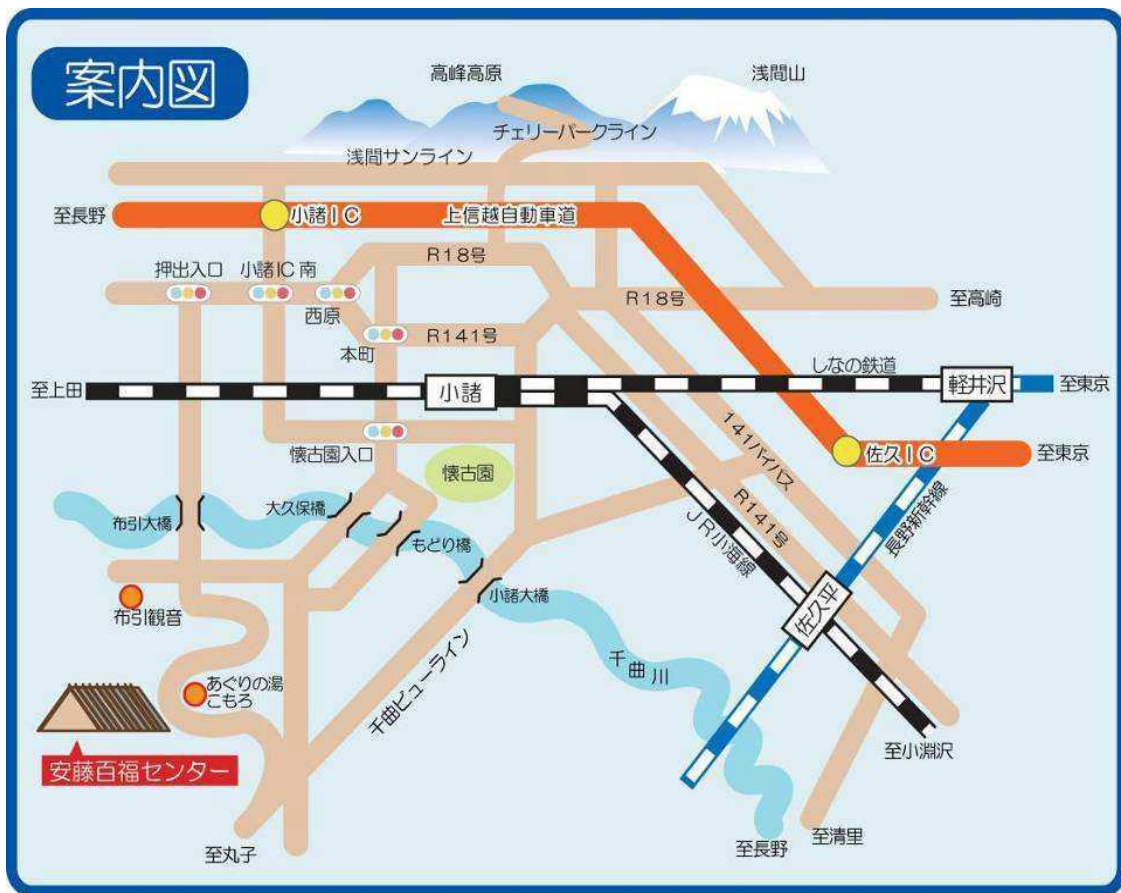 案内図
高峰高原
浅間山
チェリーパークライン
浅間サンライン
至長野
小諸IC
上信越自動車道
R18号
押出入口
小諸IC南
西原
R18号
至高崎
R141号
本町
しなの鉄道
至上田
小諸
軽井沢
至東京
141バイパス
懐古園入口
懐古園
佐久IC
至東京
大久保橋
布引大橋
もどり橋
R141号
JR小海線
長野新幹線
小諸大橋
布引観音
佐久平
千曲川
千曲ビューライン
あぐりの湯
こもろ
安藤百福センター
至小淵沢
至丸子
至長野
至清里